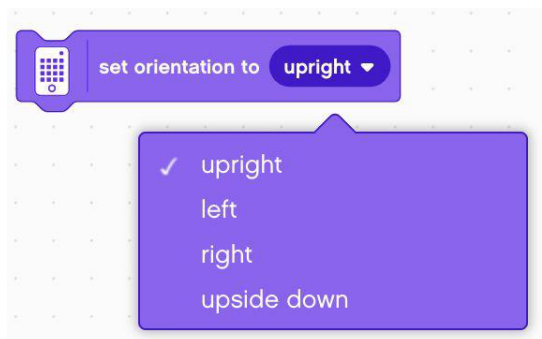 set orientation to upright
upright
left
right
upside down